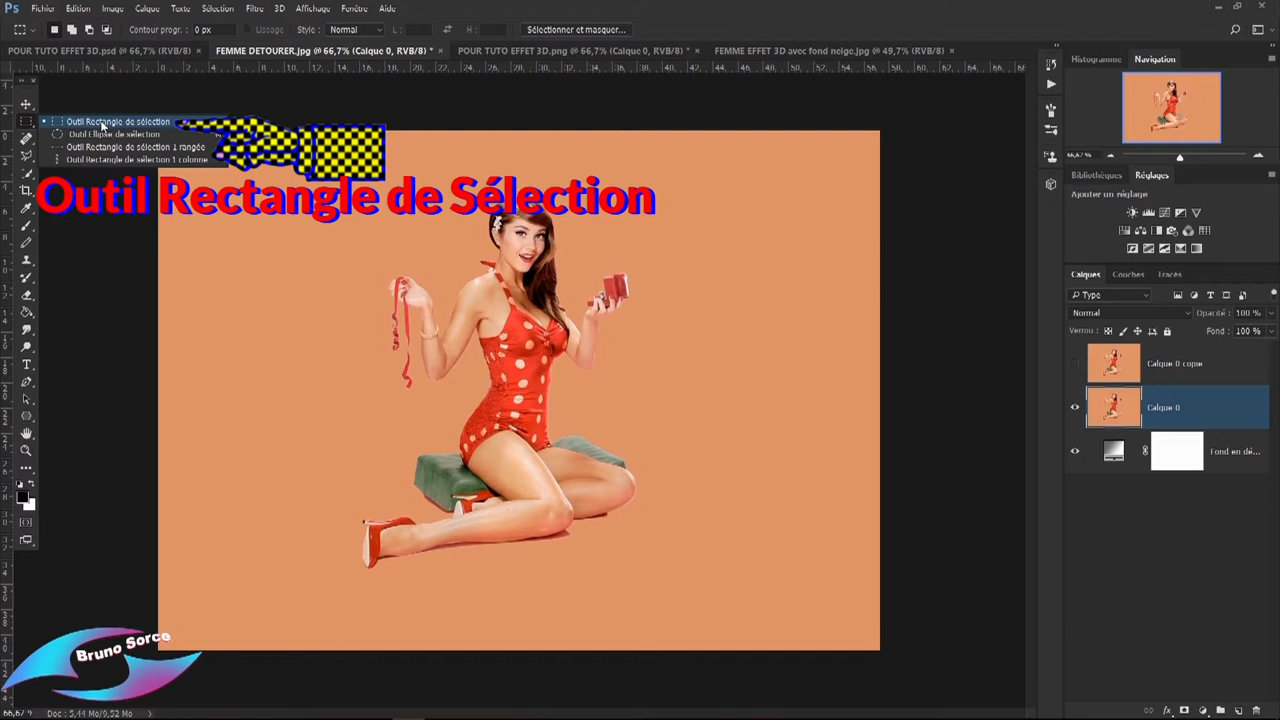 Ps Fichier Edition Image Calque Texte Sélection Filtre 3D Affichage Fenêtre Aide
Contour progr. : 0 px Lissage Style : Normal L : H : Sélectionner et masquer...
POUR TUTO EFFET 3D.psd @ 66,7% (RVB/8) × FEMME DETOURER.jpg @ 66,7% (Calque 0, RVB/8) * × POUR TUTO EFFET 3D.png @ 66,7% (Calque 0, RVB/8) * × FEMME EFFET 3D avec fond neige.jpg @ 49,7% (RVB/8) ×
Histogramme Navigation
Outil Rectangle de sélection
Outil Ellipse de sélection
Outil Rectangle de sélection 1 rangée
Outil Rectangle de sélection 1 colonne
Outil Rectangle de Sélection
66,67 %
Bibliothèques Réglages
Ajouter un réglage
Calques Couches Tracés
Type
Normal Opacité : 100 %
Verrou : Fond : 100 %
Calque 0 copie
Calque 0
Fond en dé...
Bruno Sorce
66,67 % Doc : 5,44 Mo/9,52 Mo